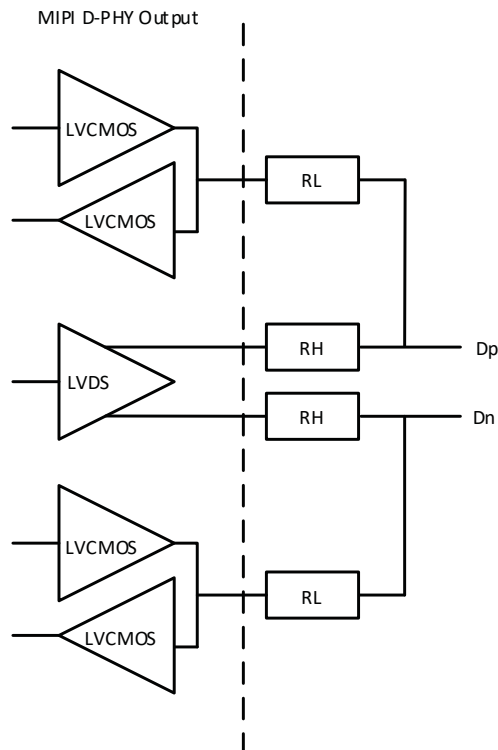 MIPI D-PHY Output
LVCMOS
RL
LVCMOS
RH
Dp
LVDS
RH
Dn
LVCMOS
RL
LVCMOS